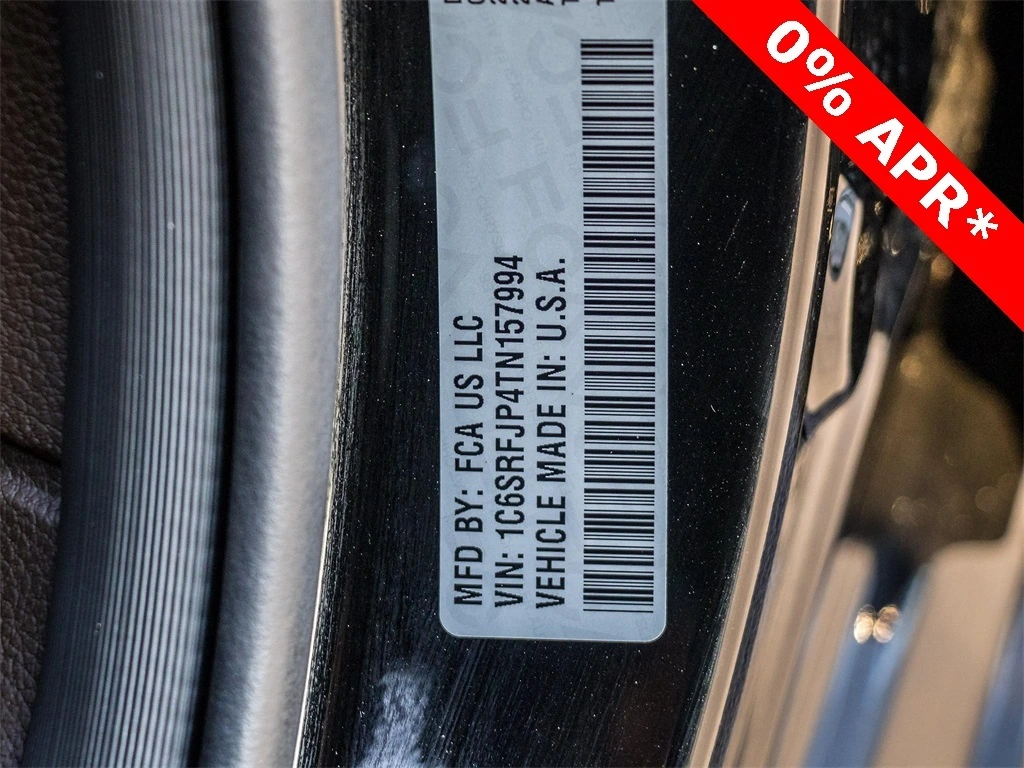 MFD BY: FCA US LLC
VIN: 1C6SRFJP4TN157994
VEHICLE MADE IN: U.S.A.
0% APR*